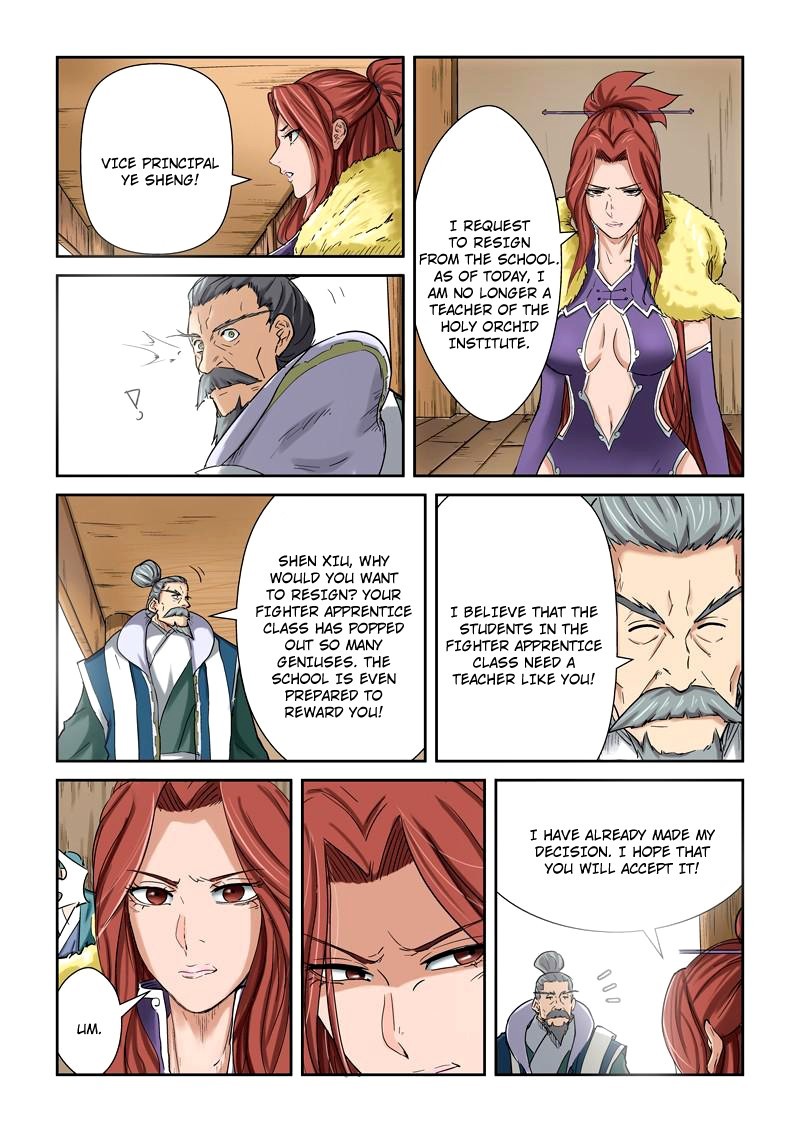 VICE PRINCIPAL
YE SHENG!
I REQUEST
TO RESIGN
FROM THE SCHOOL.
AS OF TODAY, I
AM NO LONGER A
TEACHER OF THE
HOLY ORCHID
INSTITUTE.
SHEN XIU, WHY
WOULD YOU WANT
TO RESIGN? YOUR
FIGHTER APPRENTICE
CLASS HAS POPPED
OUT SO MANY
GENIUSES. THE
SCHOOL IS EVEN
PREPARED TO
REWARD YOU!
I BELIEVE THAT THE
STUDENTS IN THE
FIGHTER APPRENTICE
CLASS NEED A
TEACHER LIKE YOU!
UM.
I HAVE ALREADY MADE MY
DECISION. I HOPE THAT
YOU WILL ACCEPT IT!